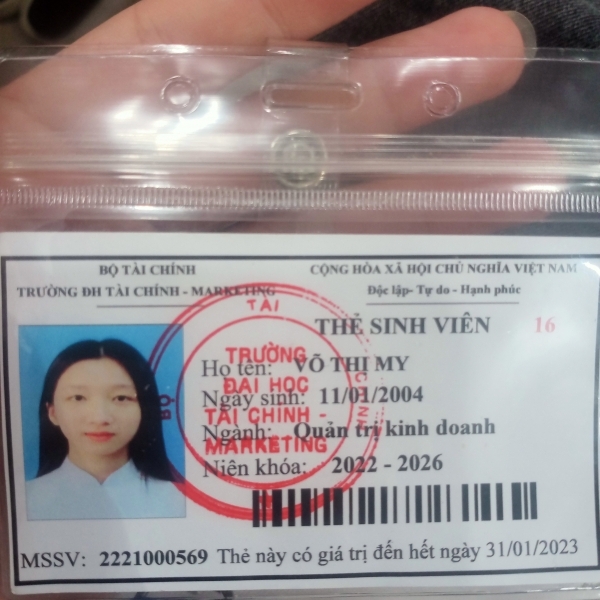 BỘ TÀI CHÍNH
TRƯỜNG ĐH TÀI CHÍNH - MARKETING
CỘNG HÒA XÃ HỘI CHỦ NGHĨA VIỆT NAM
Độc lập- Tự do - Hạnh phúc
THẺ SINH VIÊN 16
Họ tên: VÕ THỊ MY
Ngày sinh: 11/01/2004
Ngành: Quản trị kinh doanh
Niên khóa: 2022 - 2026
BỘ TÀI CHÍNH
TRƯỜNG
ĐẠI HỌC
TÀI CHÍNH -
MARKETING
MSSV: 2221000569 Thẻ này có giá trị đến hết ngày 31/01/2023